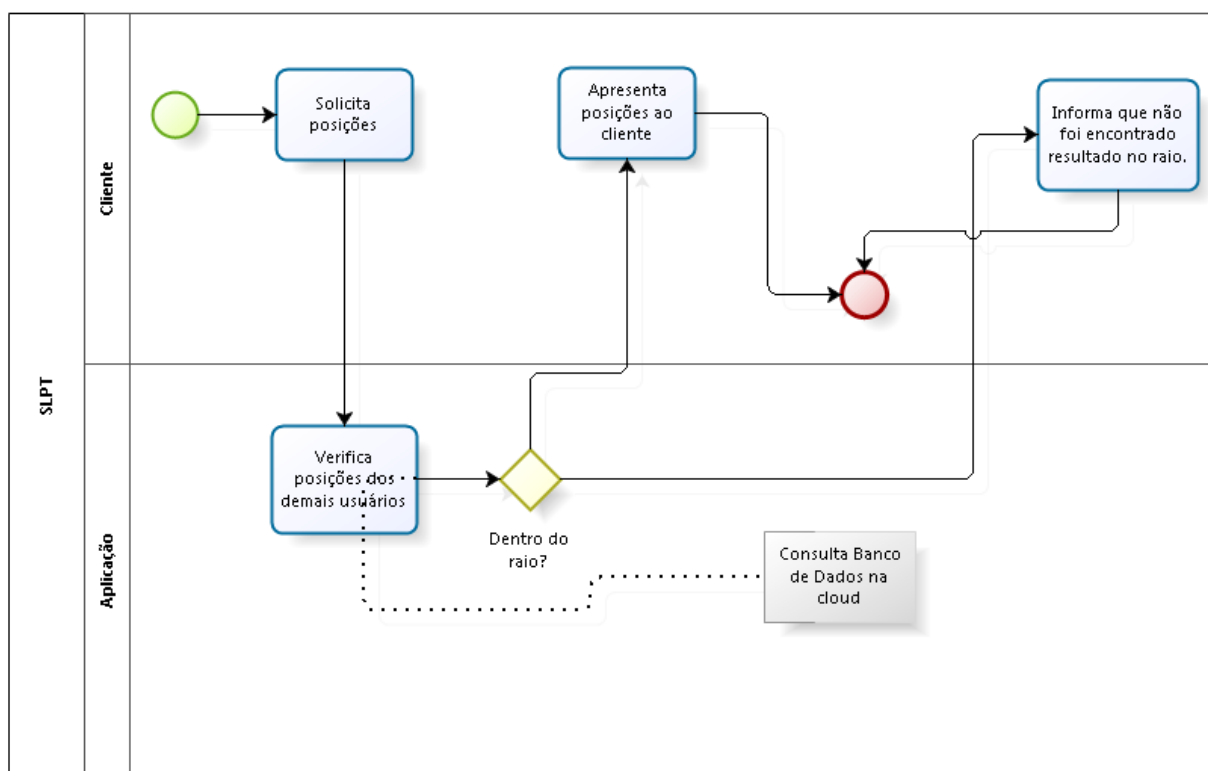 SLPT
Cliente
Solicita
posições
Apresenta
posições ao
cliente
Informa que não
foi encontrado
resultado no raio.
Aplicação
Verifica
posições dos
demais usuários
Dentro do
raio?
Consulta Banco
de Dados na
cloud